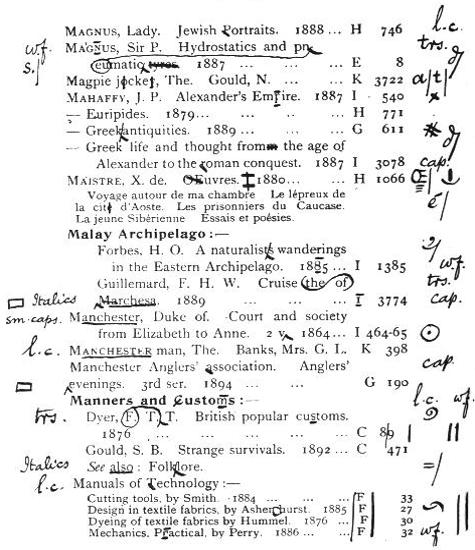 MAGNUS, Lady. Jewish Portraits. 1888... H 746 l.c.
w.f. MAGNUS, Sir P. Hydrostatics and pn trs.
s./ eumatic tyres. 1887 ... ... E 8
Magpie jocket, The. Gould, N. ... ... K 3722 a/t/
MAHAFFY, J. P. Alexander's Empire. 1887 I 540 x
— Euripides. 1879... ... ... H 771
— Greek antiquities. 1889 ... ... G 611 #
— Greek life and thought from the age of
Alexander to the roman conquest. 1887 I 3078 cap.
MAISTRE, X. de. Œuvres. 1880... ... H 1066 Œ
Voyage autour de ma chambre Le lépreux de
la cité d'Aoste. Les prisonniers du Caucase. é/
La jeune Sibérienne Essais et poésies.
Malay Archipelago:—
Forbes, H. O. A naturalists wanderings
in the Eastern Archipelago. 1885 ... I 1385 w.f.
Guillemard, F. H. W. Cruise (the of) trs.
Italics Marchesa. 1889 ... ... I 3774 cap.
sm. caps. Manchester, Duke of. Court and society
from Elizabeth to Anne. 2 v. 1864... I 464-65
l.c. MANCHESTER man, The. Banks, Mrs. G. L. K 398
Manchester Anglers' association. Anglers' cap.
evenings. 3rd ser. 1894 ... ... ... G 190
Manners and Customs:— l.c. w.f.
trs. Dyer, F. T. T. British popular customs.
1876 ... ... ... ... ... C 89
Gould, S. B. Strange survivals. 1892 ... C 471
Italics See also: Folklore. =/
l.c. Manuals of Technology:—
Cutting tools, by Smith. 1884 ... ... ... F 33
Design in textile fabrics, by Ashenhurst. 1885 F 27
Dyeing of textile fabrics by Hummel. 1876 ... F 30
Mechanics, Practical, by Perry. 1886 ... ... F 32 w.f.